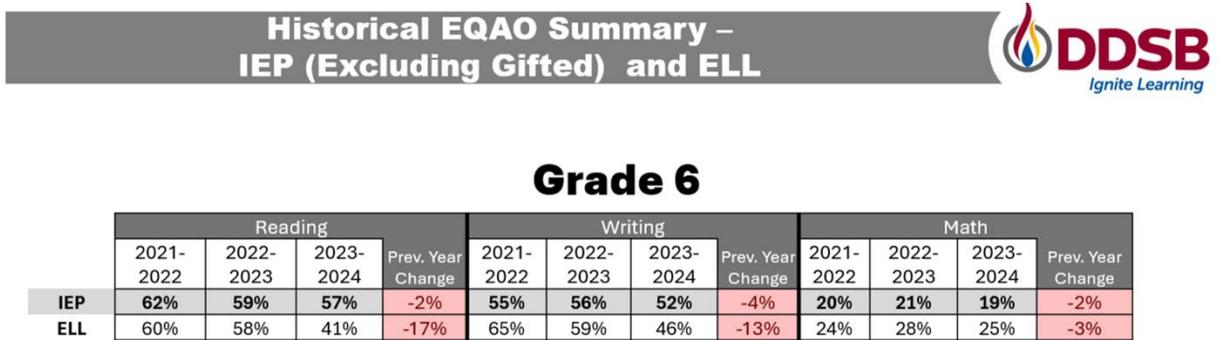 Historical EQAO Summary –
IEP (Excluding Gifted) and ELL
DDSB
Ignite Learning
Grade 6
Reading Writing Math
2021-2022 2022-2023 2023-2024 Prev. Year Change 2021-2022 2022-2023 2023-2024 Prev. Year Change 2021-2022 2022-2023 2023-2024 Prev. Year Change
IEP 62% 59% 57% -2% 55% 56% 52% -4% 20% 21% 19% -2%
ELL 60% 58% 41% -17% 65% 59% 46% -13% 24% 28% 25% -3%